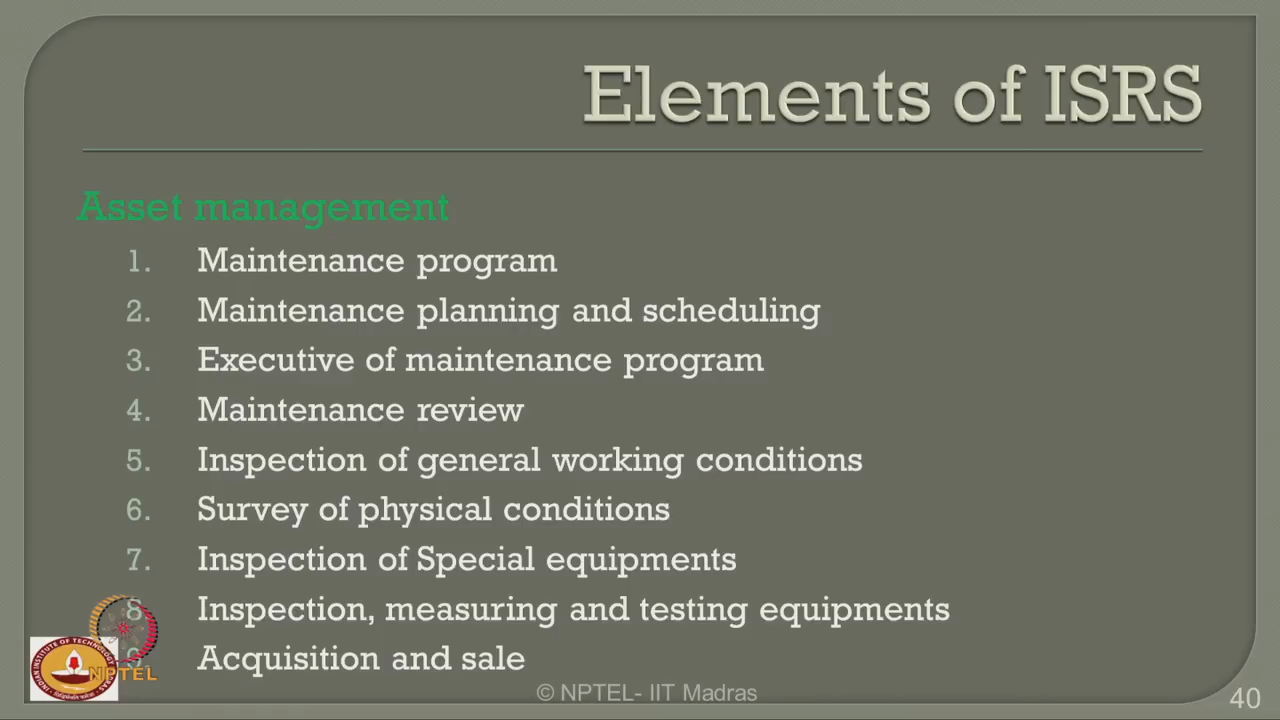 Elements of ISRS
Asset management
1. Maintenance program
2. Maintenance planning and scheduling
3. Executive of maintenance program
4. Maintenance review
5. Inspection of general working conditions
6. Survey of physical conditions
7. Inspection of Special equipments
8. Inspection, measuring and testing equipments
Acquisition and sale
NPTEL
© NPTEL- IIT Madras
40